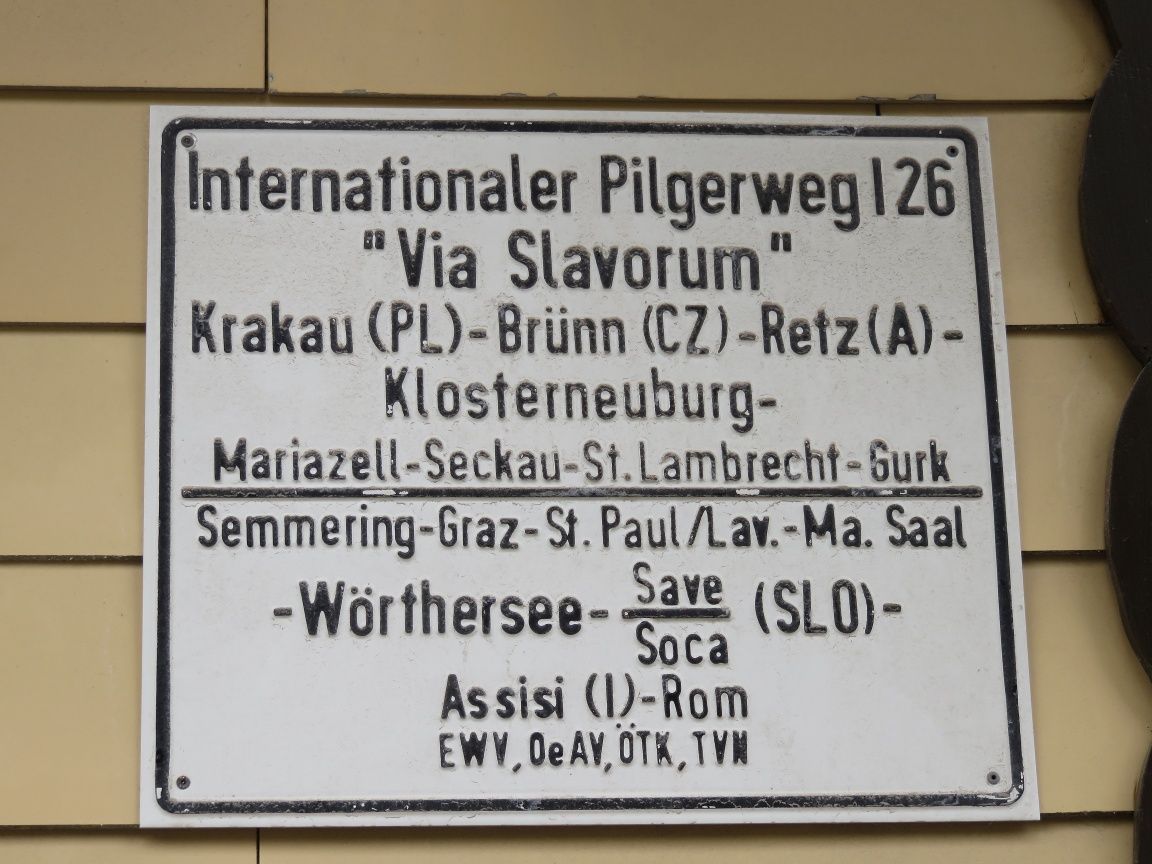 Internationaler Pilgerweg I 26
"Via Slavorum"
Krakau (PL)-Brünn (CZ)-Retz(A)-
Klosterneuburg-
Mariazell-Seckau-St.Lambrecht-Gurk
Semmering-Graz-St. Paul/Lav.-Ma. Saal
-Wörthersee- Save (SLO)-
Soca
Assisi (I)-Rom
EWV, OeAV, ÖTK, TVN